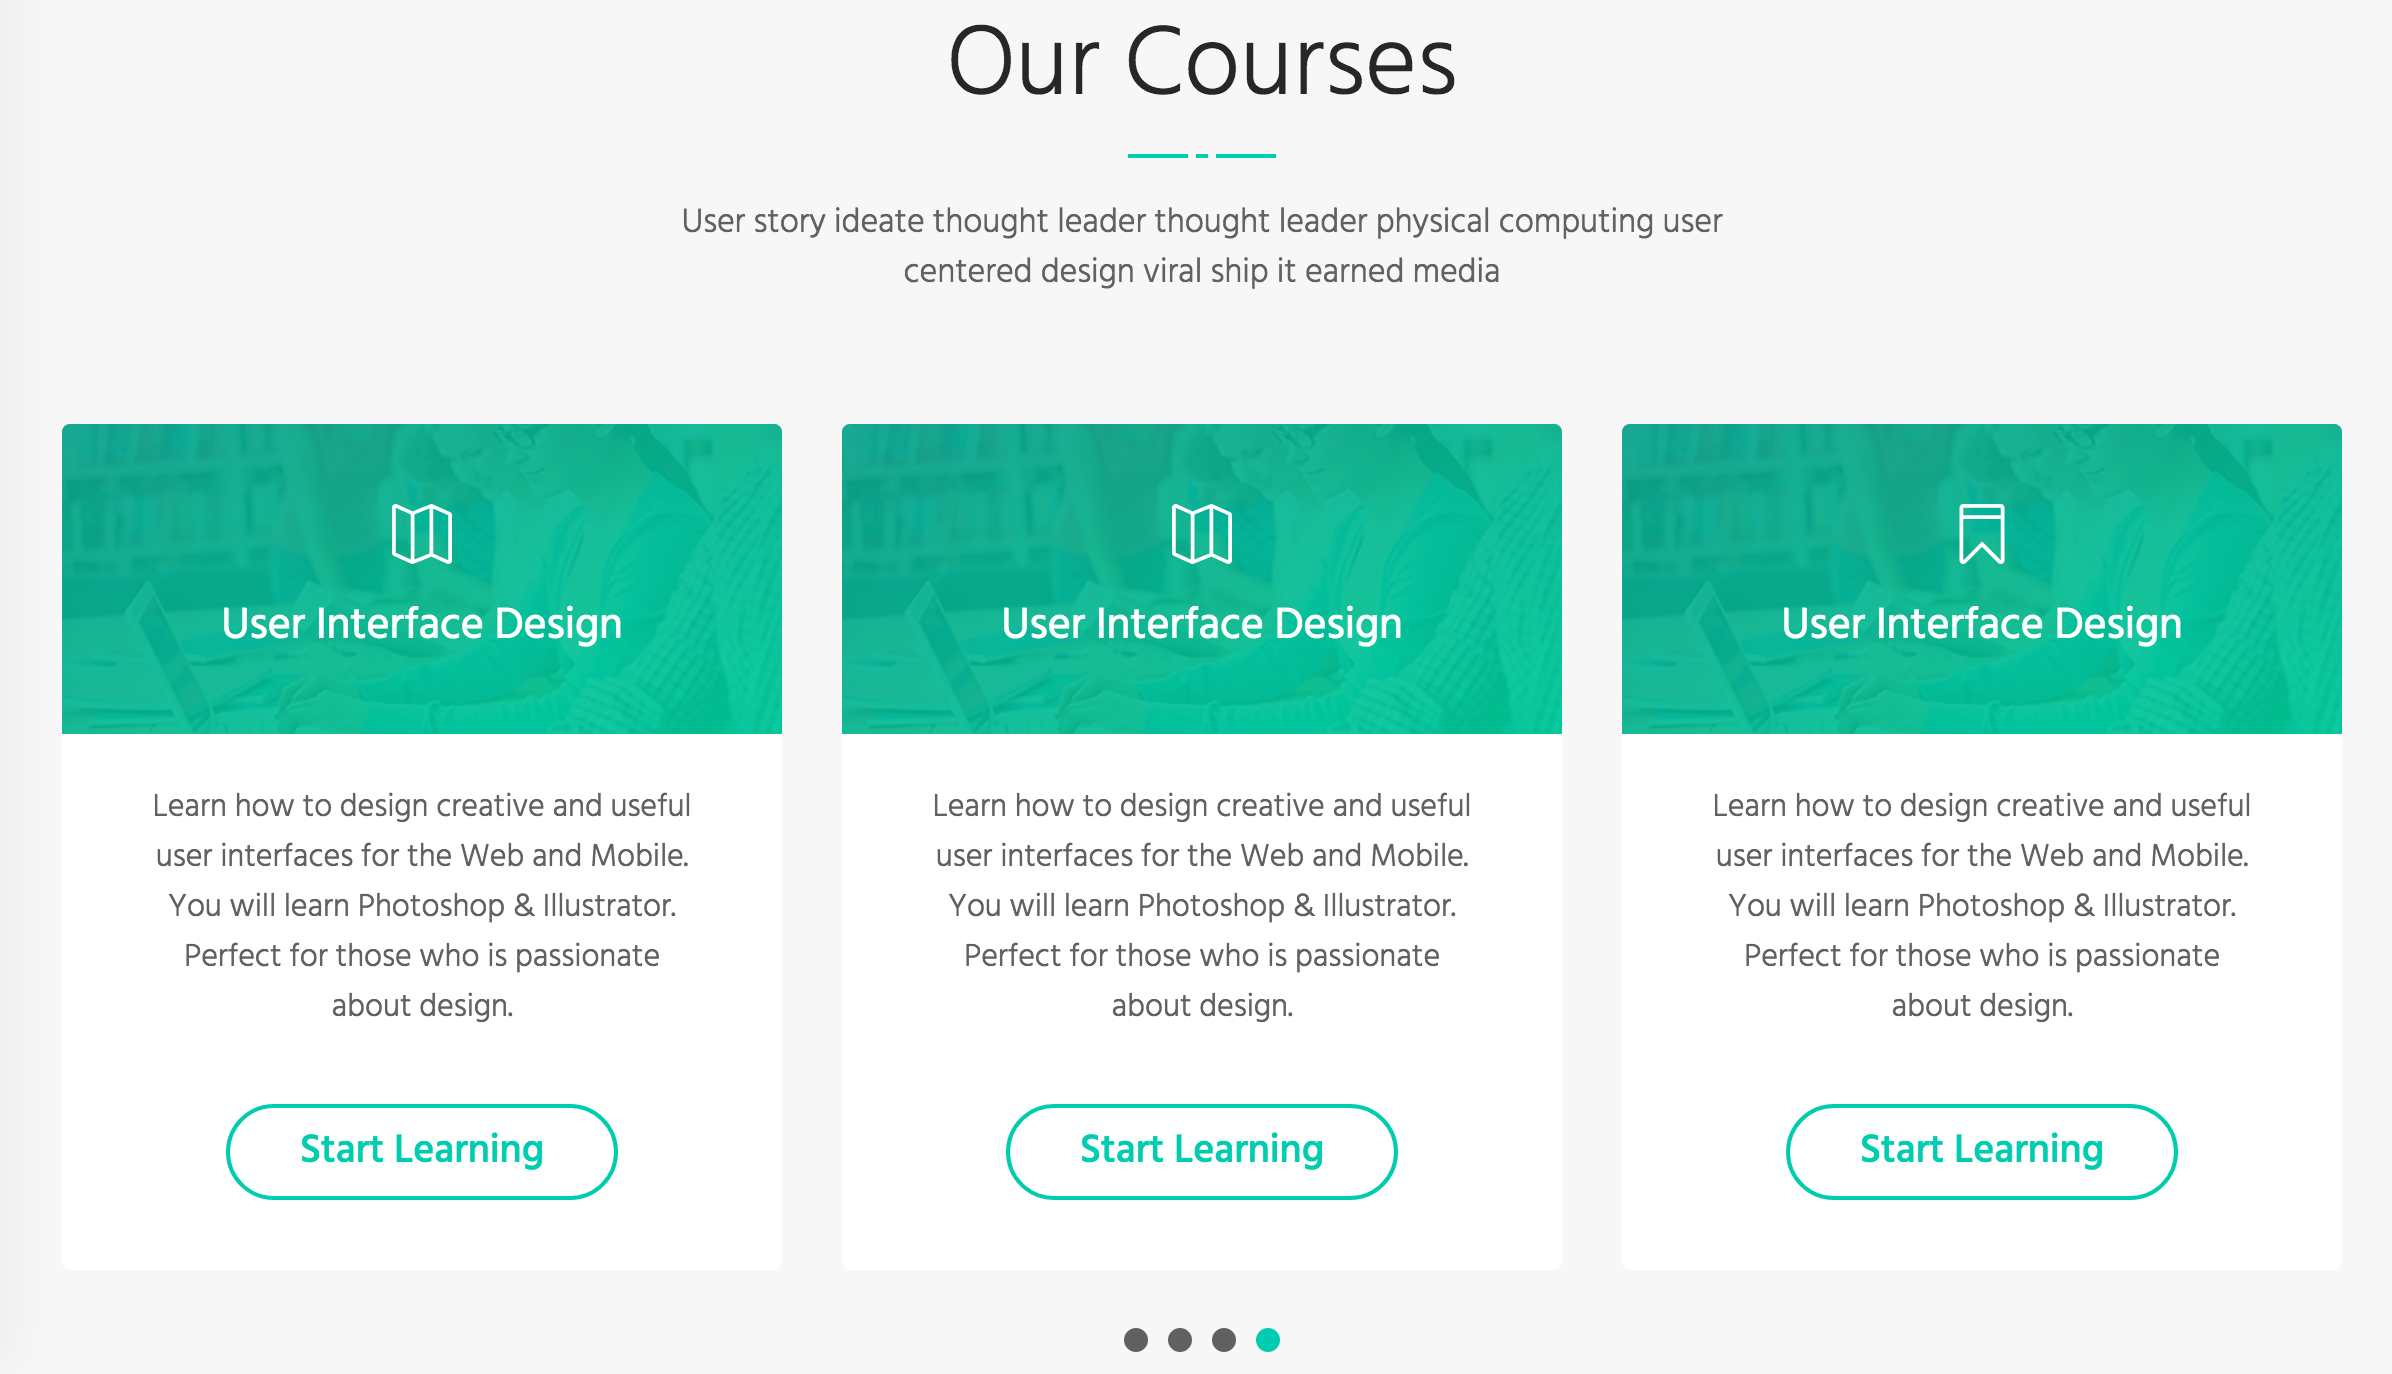 Our Courses
User story ideate thought leader thought leader physical computing user
centered design viral ship it earned media
User Interface Design
Learn how to design creative and useful
user interfaces for the Web and Mobile.
You will learn Photoshop & Illustrator.
Perfect for those who is passionate
about design.
Start Learning
User Interface Design
Learn how to design creative and useful
user interfaces for the Web and Mobile.
You will learn Photoshop & Illustrator.
Perfect for those who is passionate
about design.
Start Learning
User Interface Design
Learn how to design creative and useful
user interfaces for the Web and Mobile.
You will learn Photoshop & Illustrator.
Perfect for those who is passionate
about design.
Start Learning